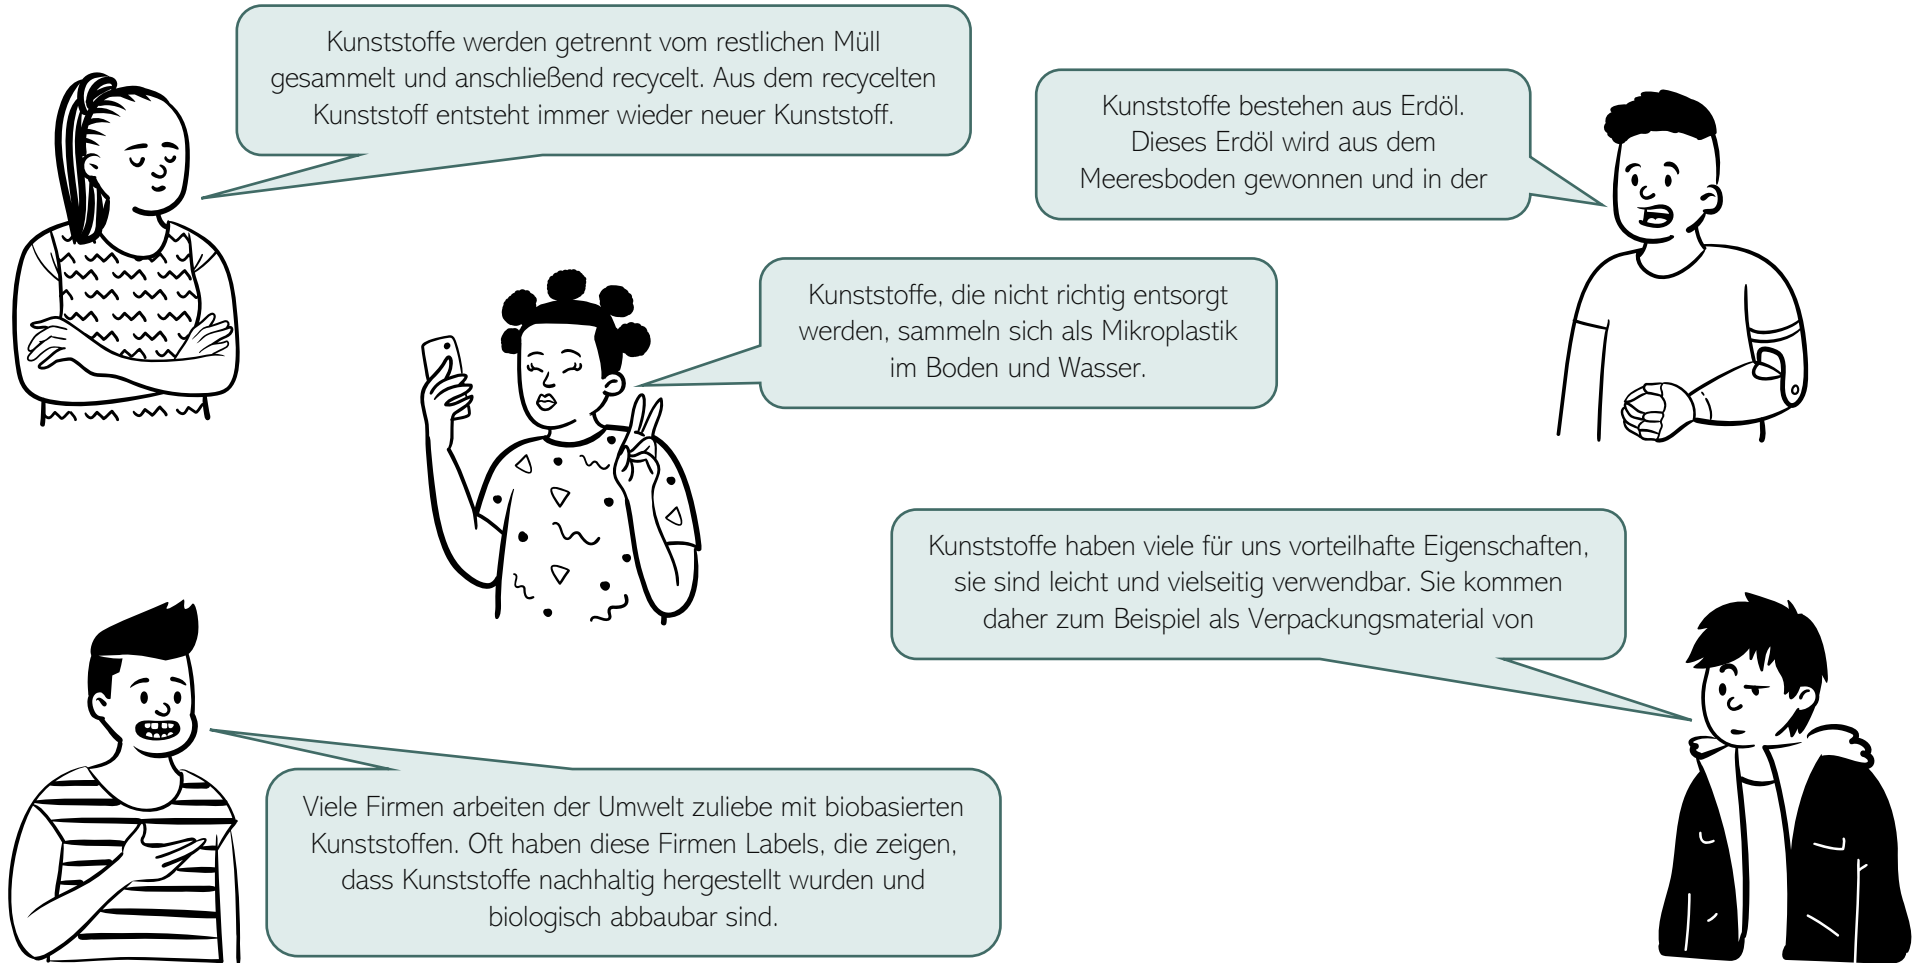 Kunststoffe werden getrennt vom restlichen Müll
gesammelt und anschließend recycelt. Aus dem recycelten
Kunststoff entsteht immer wieder neuer Kunststoff.
Kunststoffe bestehen aus Erdöl.
Dieses Erdöl wird aus dem
Meeresboden gewonnen und in der
Kunststoffe, die nicht richtig entsorgt
werden, sammeln sich als Mikroplastik
im Boden und Wasser.
Kunststoffe haben viele für uns vorteilhafte Eigenschaften,
sie sind leicht und vielseitig verwendbar. Sie kommen
daher zum Beispiel als Verpackungsmaterial von
Viele Firmen arbeiten der Umwelt zuliebe mit biobasierten
Kunststoffen. Oft haben diese Firmen Labels, die zeigen,
dass Kunststoffe nachhaltig hergestellt wurden und
biologisch abbaubar sind.